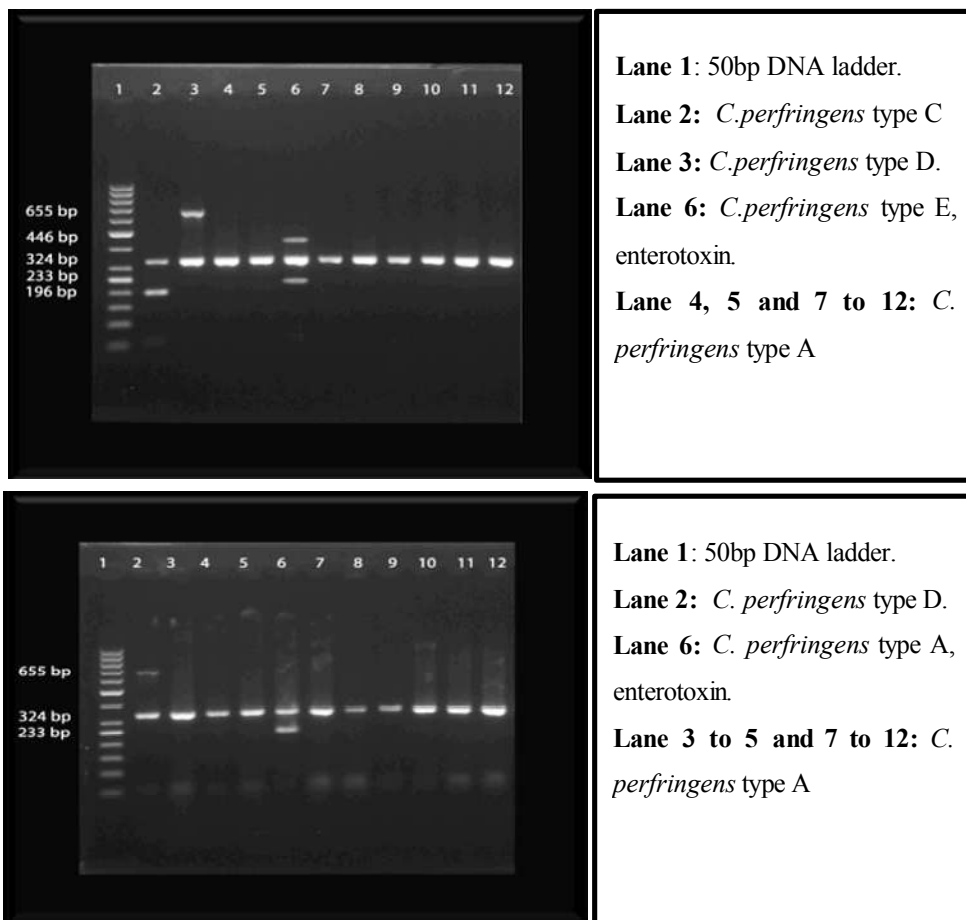 1 2 3 4 5 6 7 8 9 10 11 12
655 bp
446 bp
324 bp
233 bp
196 bp
Lane 1: 50bp DNA ladder.
Lane 2: C.perfringens type C
Lane 3: C.perfringens type D.
Lane 6: C.perfringens type E,
enterotoxin.
Lane 4, 5 and 7 to 12: C.
perfringens type A
1 2 3 4 5 6 7 8 9 10 11 12
655 bp
324 bp
233 bp
Lane 1: 50bp DNA ladder.
Lane 2: C. perfringens type D.
Lane 6: C. perfringens type A,
enterotoxin.
Lane 3 to 5 and 7 to 12: C.
perfringens type A